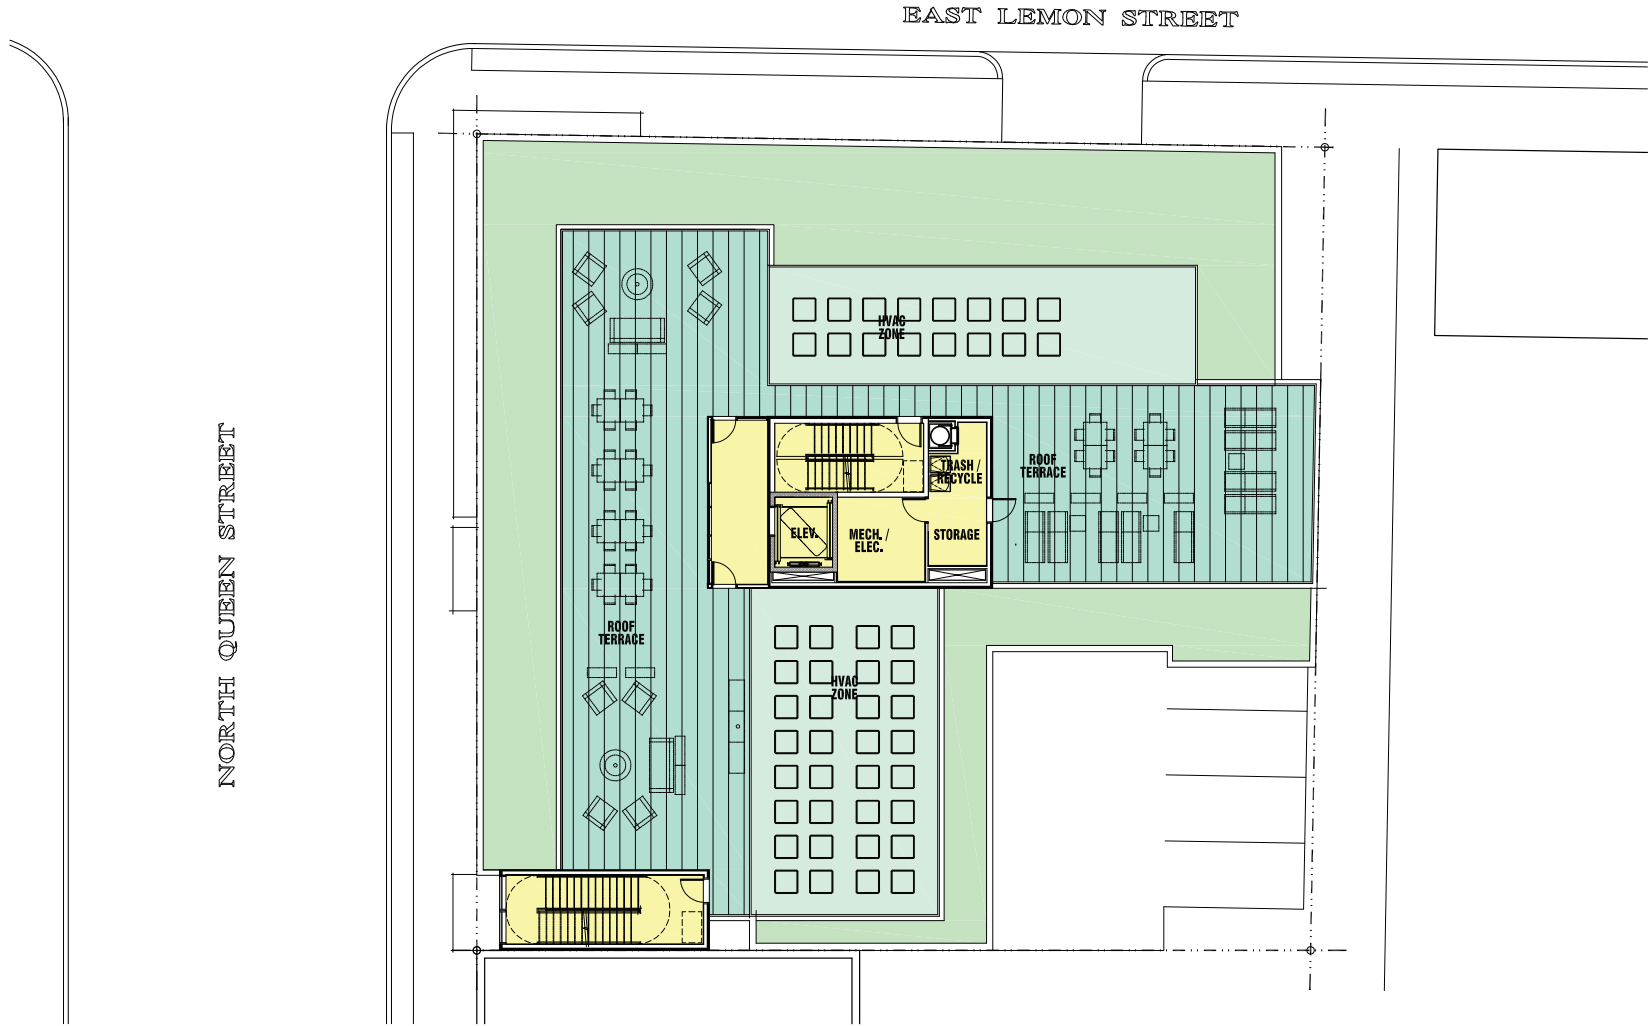 EAST LEMON STREET
HVAC
ZONE
TRASH /
RECYCLE
ROOF
TERRACE
ELEV.
MECH. /
ELEC.
STORAGE
ROOF
TERRACE
HVAC
ZONE
NORTH QUEEN STREET